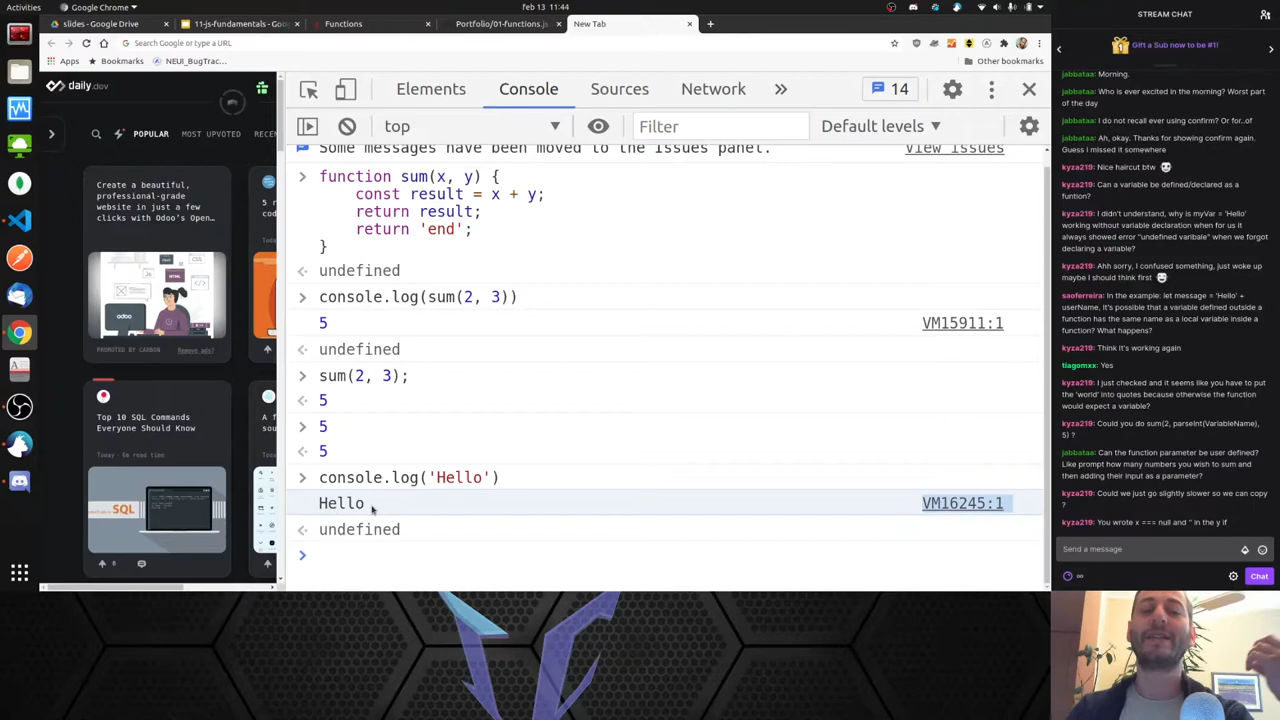 Activities
Google Chrome
Feb 13 11:44
slides - Google Drive
11-js-fundamentals - Goog
Functions
Portfolio/01-functions.js
New Tab
Search Google or type a URL
Apps
Bookmarks
NEUI_BugTrac...
Other bookmarks
daily.dev
POPULAR
MOST UPVOTED
RECEN
Create a beautiful,
professional-grade
website in just a few
clicks with Odoo's Open…
PROMOTED BY CARBON
Remove ads?
Top 10 SQL Commands
Everyone Should Know
SQL
Elements
Console
Sources
Network
14
top
Filter
Default levels
Some messages have been moved to the Issues panel.
View issues
function sum(x, y) {
const result = x + y;
return result;
return 'end';
}
undefined
console.log(sum(2, 3))
5
VM15911:1
undefined
sum(2, 3);
5
5
5
console.log('Hello')
Hello
VM16245:1
undefined
STREAM CHAT
Gift a Sub now to be #1!
jabbataa: Morning.
jabbataa: Who is ever excited in the morning? Worst part
of the day
jabbataa: I do not recall ever using confirm? Or for..of
jabbataa: Ah, okay. Thanks for showing confirm again.
Guess I missed it somewhere
kyza219: Nice haircut btw
kyza219: Can a variable be defined/declared as a
funtion?
kyza219: I didn't understand, why is myVar = 'Hello'
working without variable declaration when for us it
always showed error "undefined varibale" when we forgot
declaring a variable?
kyza219: Ahh sorry, I confused something, just woke up
maybe I should think first
saoferreira: In the example: let message = 'Hello' +
userName, it's possible that a variable defined outside a
function has the same name as a local variable inside a
function? What happens?
kyza219: Think it's working again
tiagomxx: Yes
kyza219: I just checked and it seems like you have to put
the 'world' into quotes because otherwise the function
would expect a variable?
kyza219: Could you do sum(2, parseInt(VariableName),
5) ?
jabbataa: Can the function parameter be user defined?
Like prompt how many numbers you wish to sum and
then adding their input as a parameter?
kyza219: Could we just go slightly slower so we can copy
?
kyza219: You wrote x === null and '' in the y if
Send a message
Chat